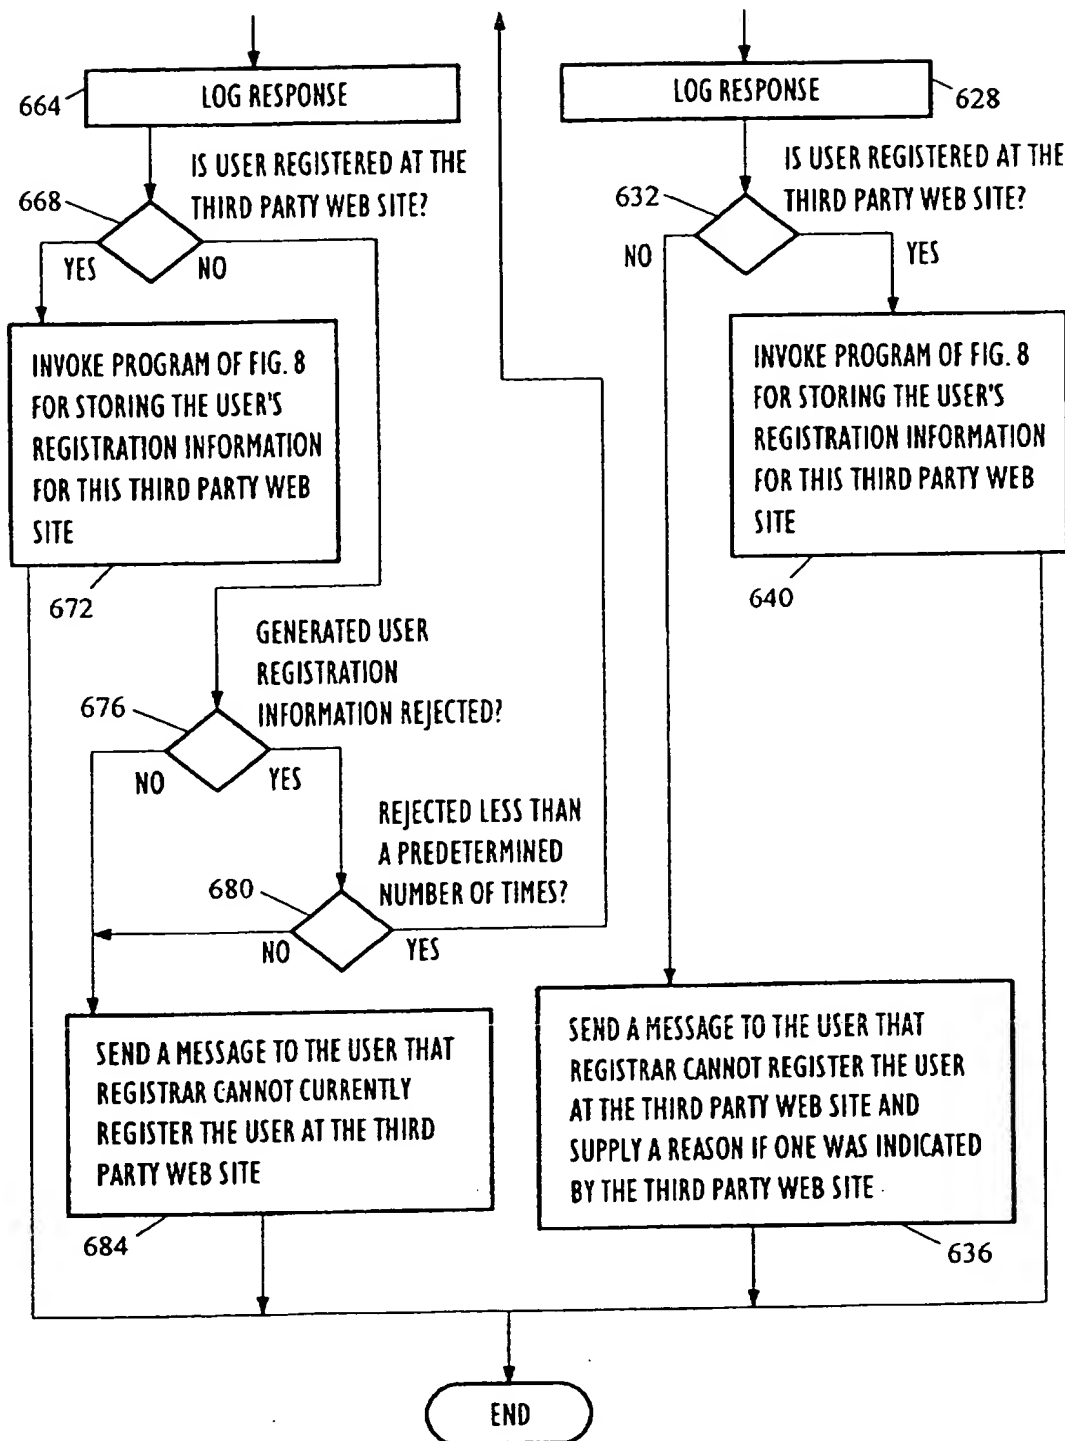 LOG RESPONSE
664
IS USER REGISTERED AT THE
THIRD PARTY WEB SITE?
668
YES
NO
INVOKE PROGRAM OF FIG. 8
FOR STORING THE USER'S
REGISTRATION INFORMATION
FOR THIS THIRD PARTY WEB
SITE
672
GENERATED USER
REGISTRATION
INFORMATION REJECTED?
676
NO
YES
REJECTED LESS THAN
A PREDETERMINED
NUMBER OF TIMES?
680
NO
YES
SEND A MESSAGE TO THE USER THAT
REGISTRAR CANNOT CURRENTLY
REGISTER THE USER AT THE THIRD
PARTY WEB SITE
684
LOG RESPONSE
628
IS USER REGISTERED AT THE
THIRD PARTY WEB SITE?
632
NO
YES
INVOKE PROGRAM OF FIG. 8
FOR STORING THE USER'S
REGISTRATION INFORMATION
FOR THIS THIRD PARTY WEB
SITE
640
SEND A MESSAGE TO THE USER THAT
REGISTRAR CANNOT REGISTER THE USER
AT THE THIRD PARTY WEB SITE AND
SUPPLY A REASON IF ONE WAS INDICATED
BY THE THIRD PARTY WEB SITE
636
END